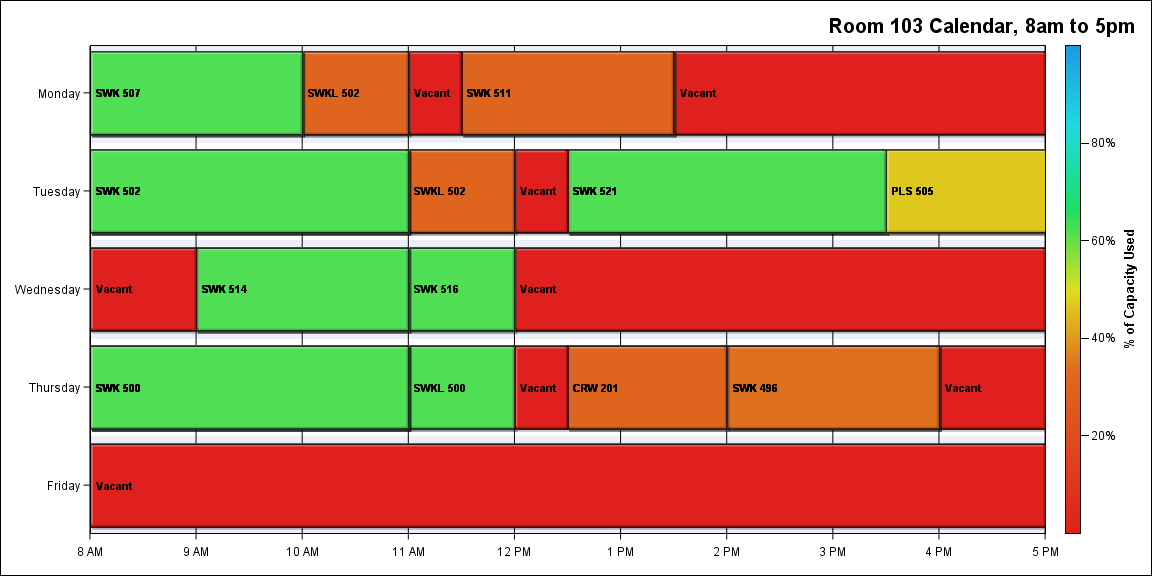 Room 103 Calendar, 8am to 5pm
Monday
SWK 507
SWKL 502
Vacant
SWK 511
Vacant
Tuesday
SWK 502
SWKL 502
Vacant
SWK 521
PLS 505
Wednesday
Vacant
SWK 514
SWK 516
Vacant
Thursday
SWK 500
SWKL 500
Vacant
CRW 201
SWK 496
Vacant
Friday
Vacant
8 AM
9 AM
10 AM
11 AM
12 PM
1 PM
2 PM
3 PM
4 PM
5 PM
80%
60%
40%
20%
% of Capacity Used